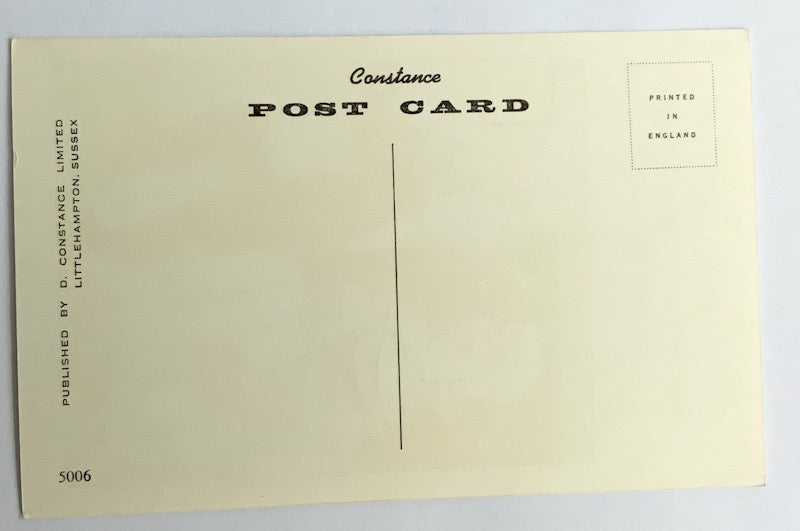 Constance
POST CARD
PRINTED
IN
ENGLAND
PUBLISHED BY D. CONSTANCE LIMITED
LITTLEHAMPTON, SUSSEX
5006